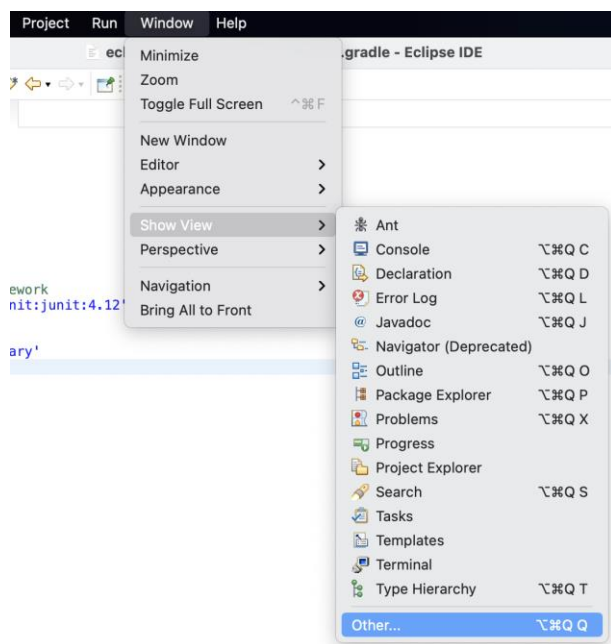 Project Run Window Help
ecl
.gradle - Eclipse IDE
Minimize
Zoom
Toggle Full Screen ^⌘F
New Window
Editor
Appearance
Show View
Perspective
Navigation
Bring All to Front
ework
nit:junit:4.12'
ary'
Ant
Console ⌥⌘Q C
Declaration ⌥⌘Q D
Error Log ⌥⌘Q L
@ Javadoc ⌥⌘Q J
Navigator (Deprecated)
Outline ⌥⌘Q O
Package Explorer ⌥⌘Q P
Problems ⌥⌘Q X
Progress
Project Explorer
Search ⌥⌘Q S
Tasks
Templates
Terminal
Type Hierarchy ⌥⌘Q T
Other... ⌥⌘Q Q